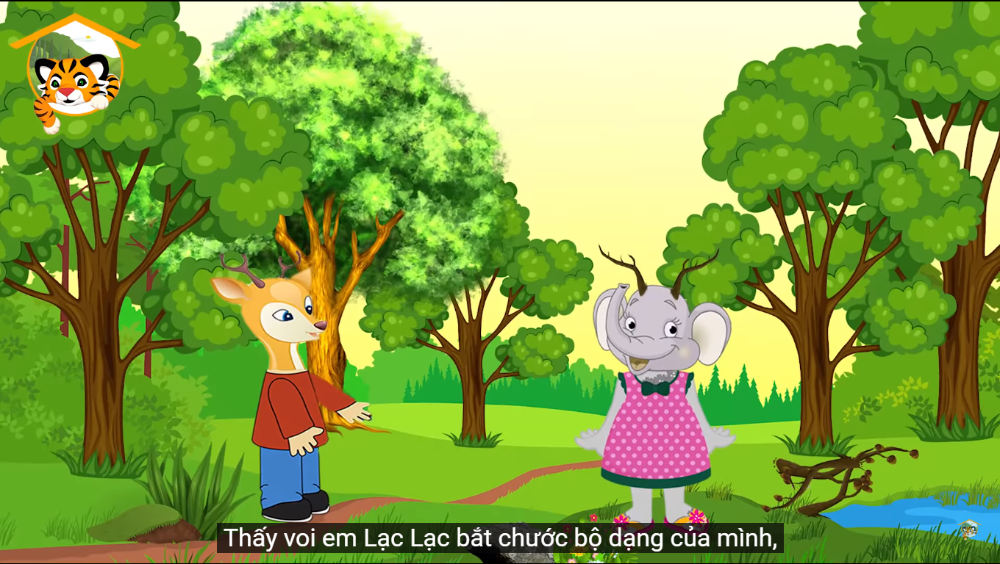 Thấy voi em Lạc Lạc bắt chước bộ dạng của mình,